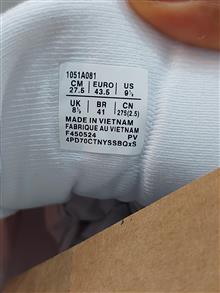 1051A081
CM EURO US
27.5 43.5 9½
UK BR CN
8½ 41 275(2.5)
MADE IN VIETNAM
FABRIQUE AU VIETNAM
F450524 PV
4PD70CTNYSSBQxS